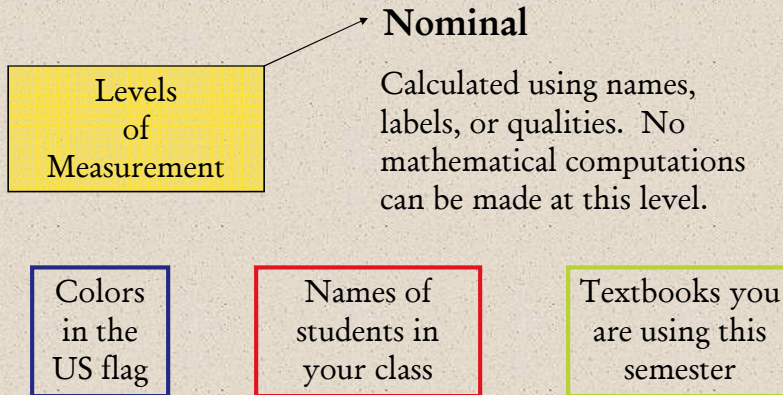 Nominal
Levels
of
Measurement
Calculated using names,
labels, or qualities.  No
mathematical computations
can be made at this level.
Colors
in the
US flag
Names of
students in
your class
Textbooks you
are using this
semester